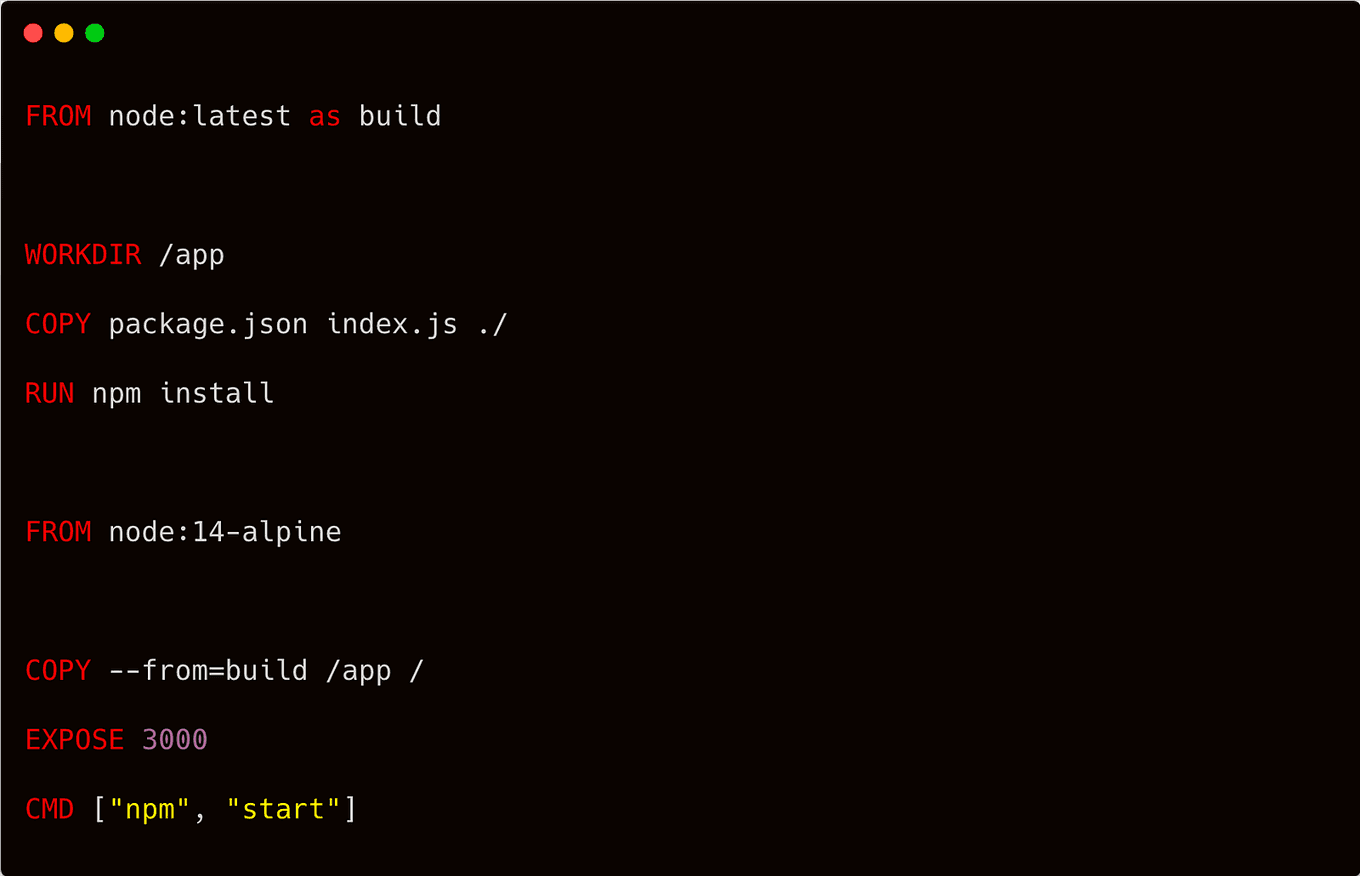 FROM node:latest as build
WORKDIR /app
COPY package.json index.js ./
RUN npm install
FROM node:14-alpine
COPY --from=build /app /
EXPOSE 3000
CMD ["npm", "start"]